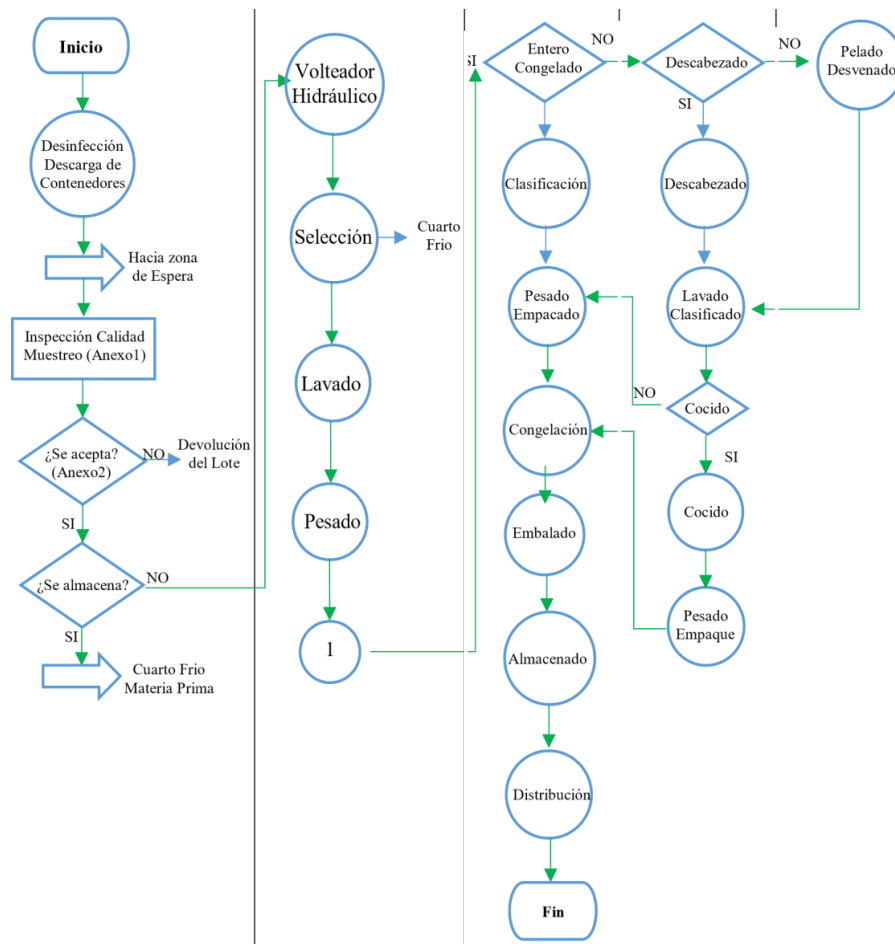 Inicio
Desinfección
Descarga de
Contenedores
Hacia zona
de Espera
Inspección Calidad
Muestreo (Anexo1)
¿Se acepta?
(Anexo2)
NO
Devolución
del Lote
SI
¿Se almacena?
NO
SI
Cuarto Frio
Materia Prima
Volteador
Hidráulico
Selección
Cuarto
Frio
Lavado
Pesado
1
SI
Entero
Congelado
NO
Clasificación
Pesado
Empacado
Congelación
Embalado
Almacenado
Distribución
Fin
Descabezado
NO
SI
Descabezado
Lavado
Clasificado
NO
Cocido
SI
Cocido
Pesado
Empaque
Pelado
Desvenado